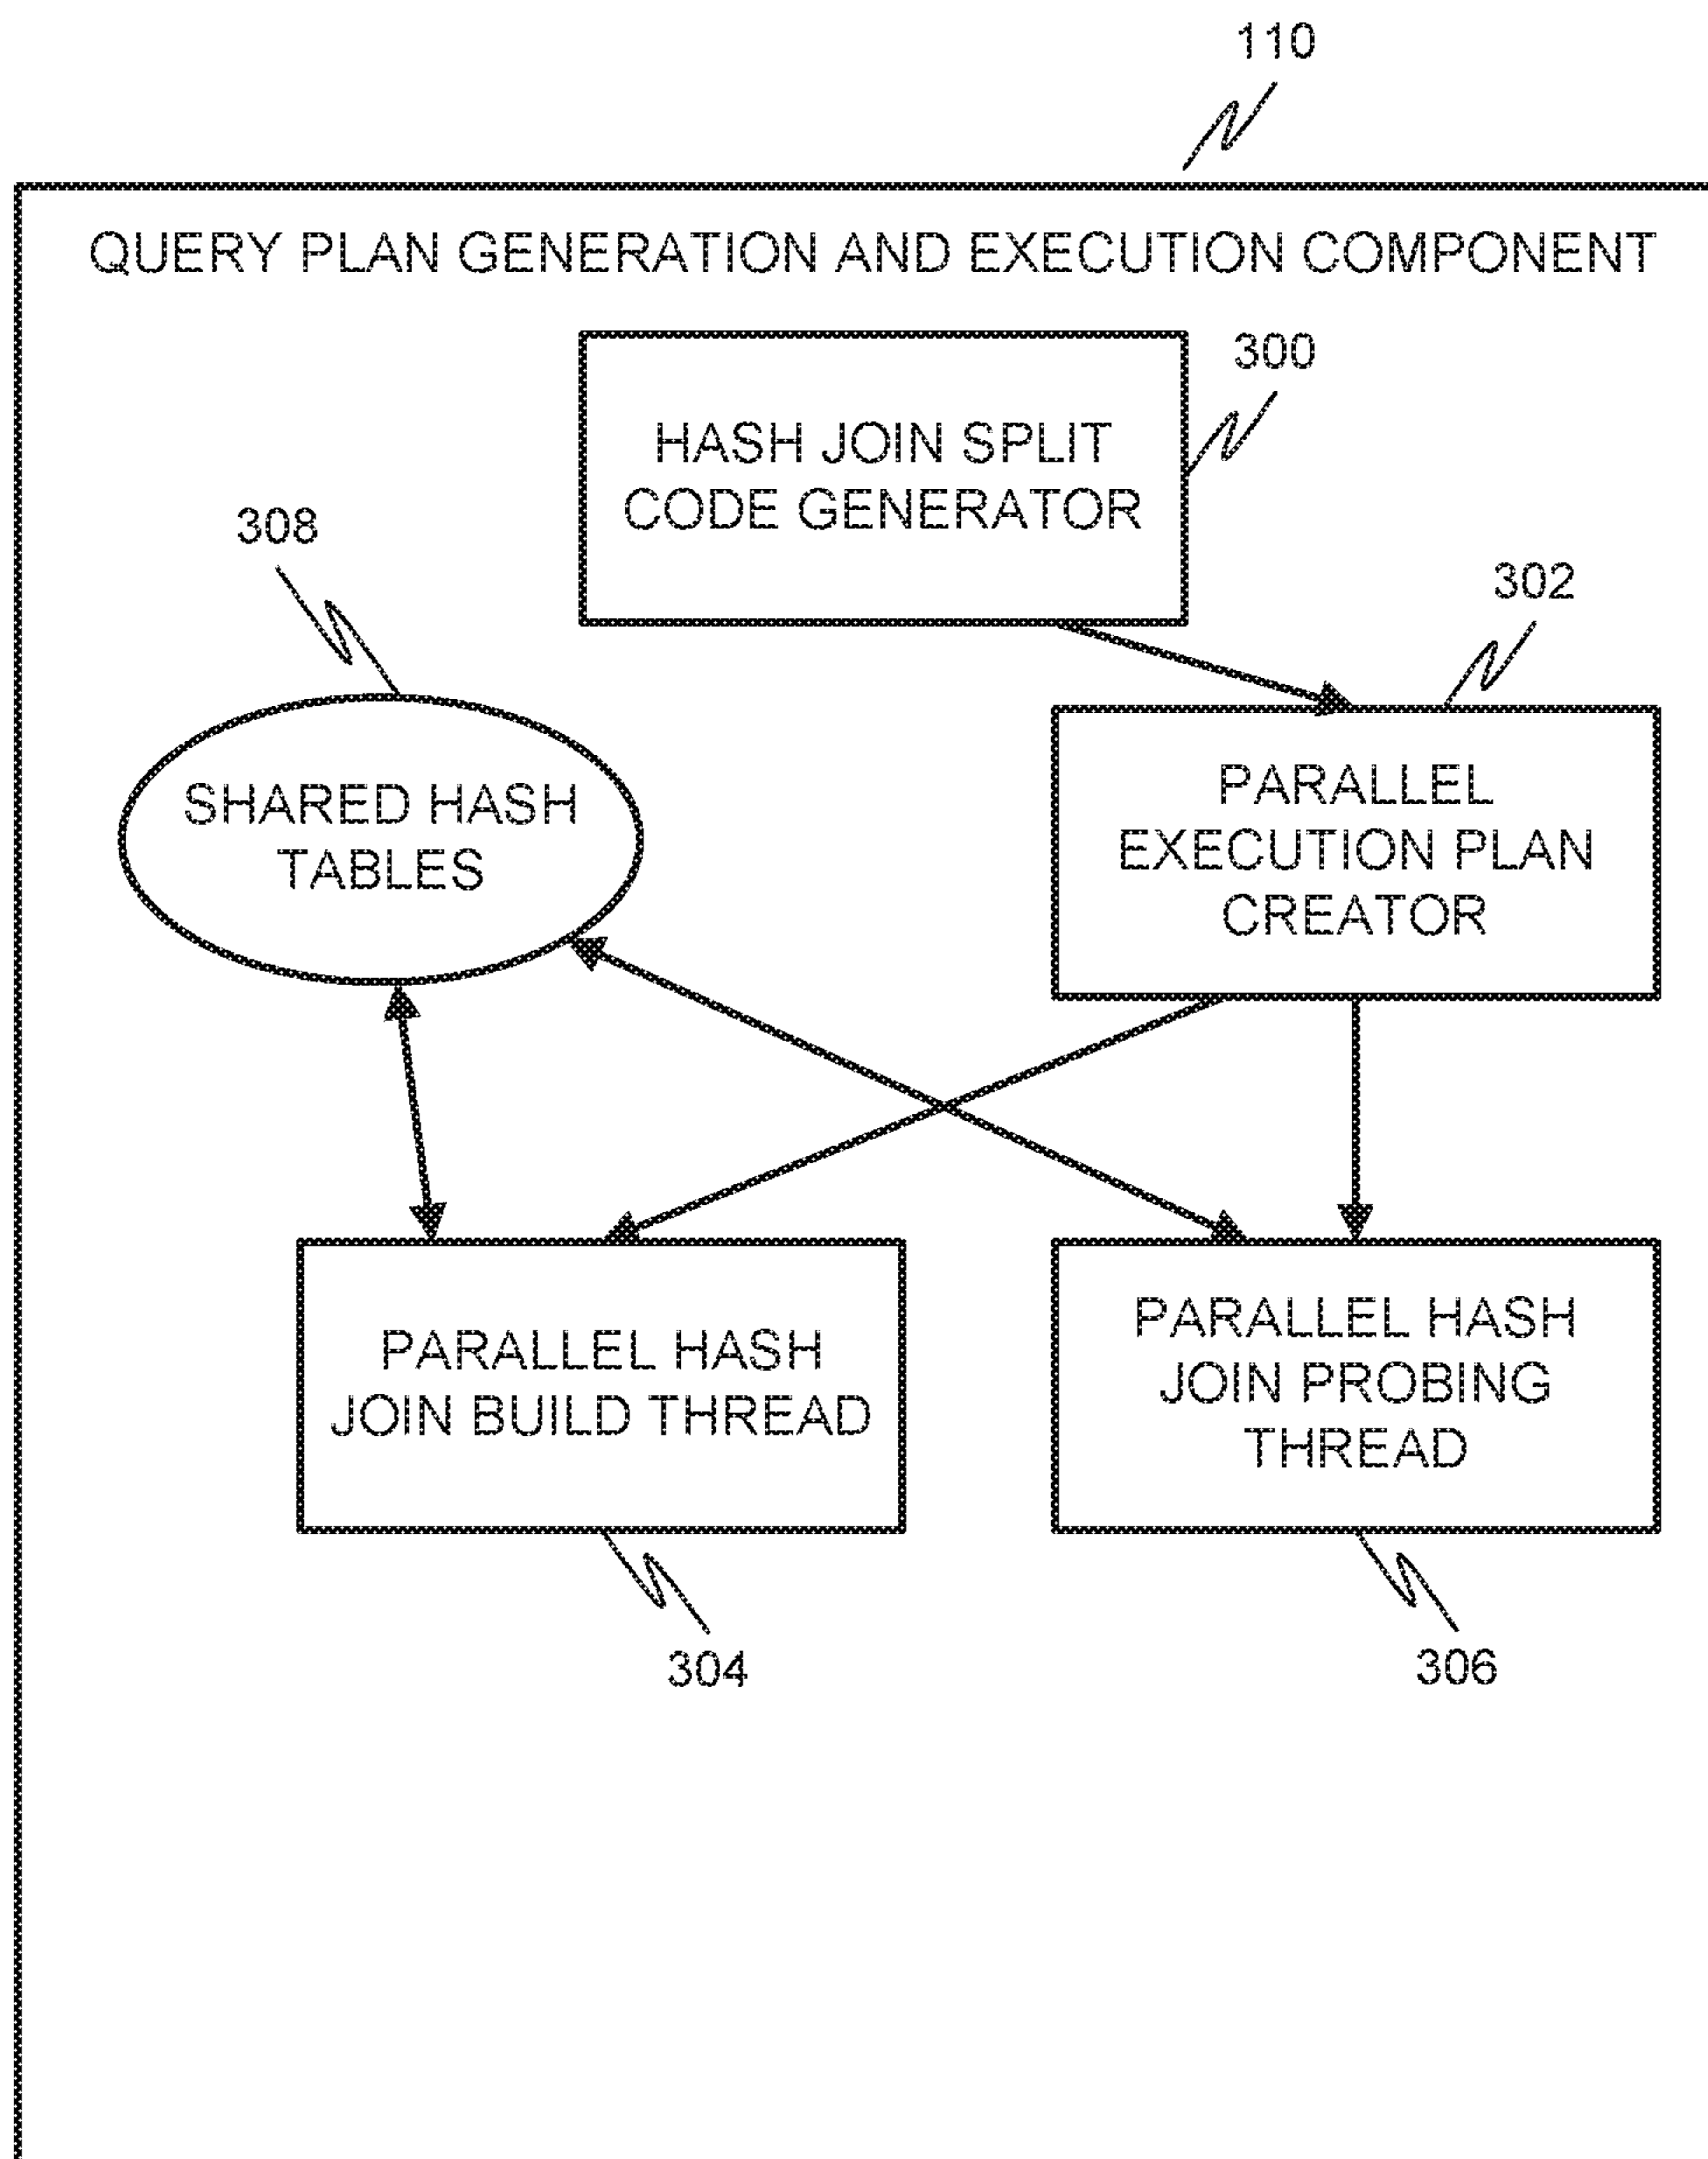 110
QUERY PLAN GENERATION AND EXECUTION COMPONENT
300
HASH JOIN SPLIT
CODE GENERATOR
308
302
SHARED HASH
TABLES
PARALLEL
EXECUTION PLAN
CREATOR
PARALLEL HASH
JOIN BUILD THREAD
PARALLEL HASH
JOIN PROBING
THREAD
304
306